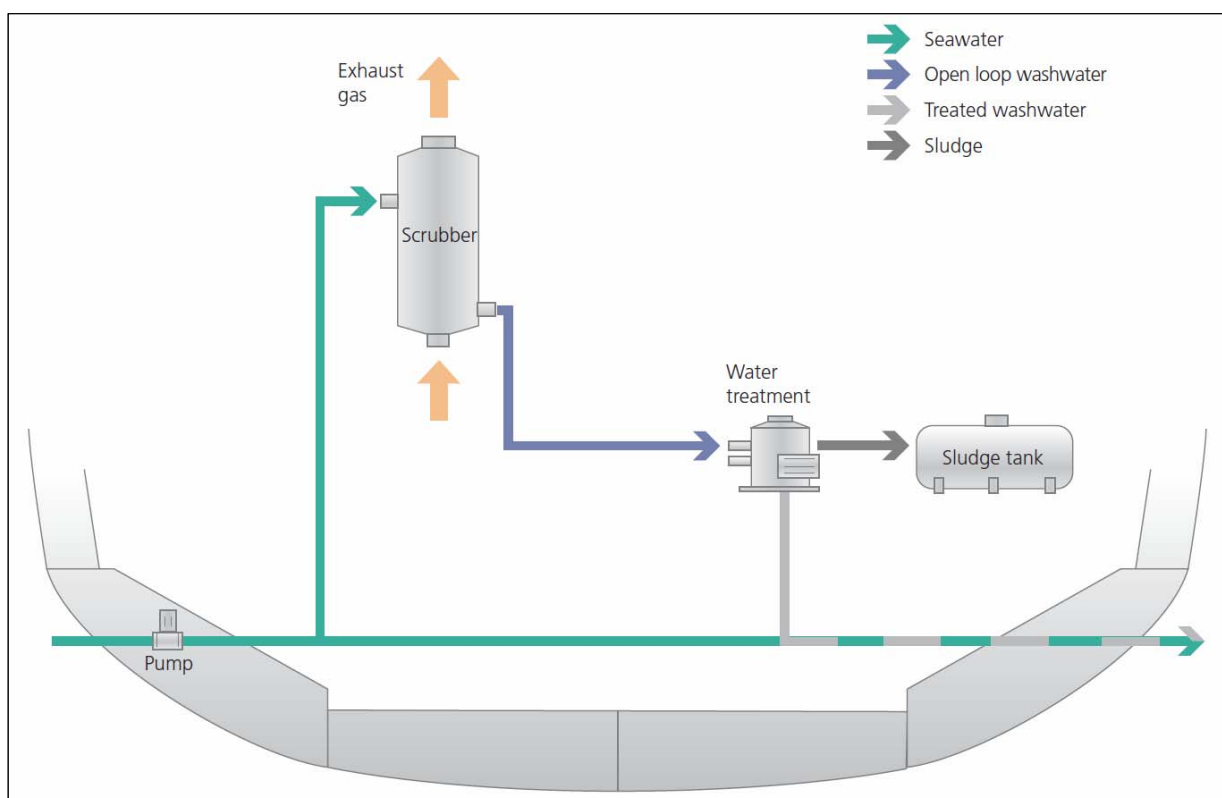 Seawater
Open loop washwater
Treated washwater
Sludge
Exhaust
gas
Scrubber
Water
treatment
Sludge tank
Pump